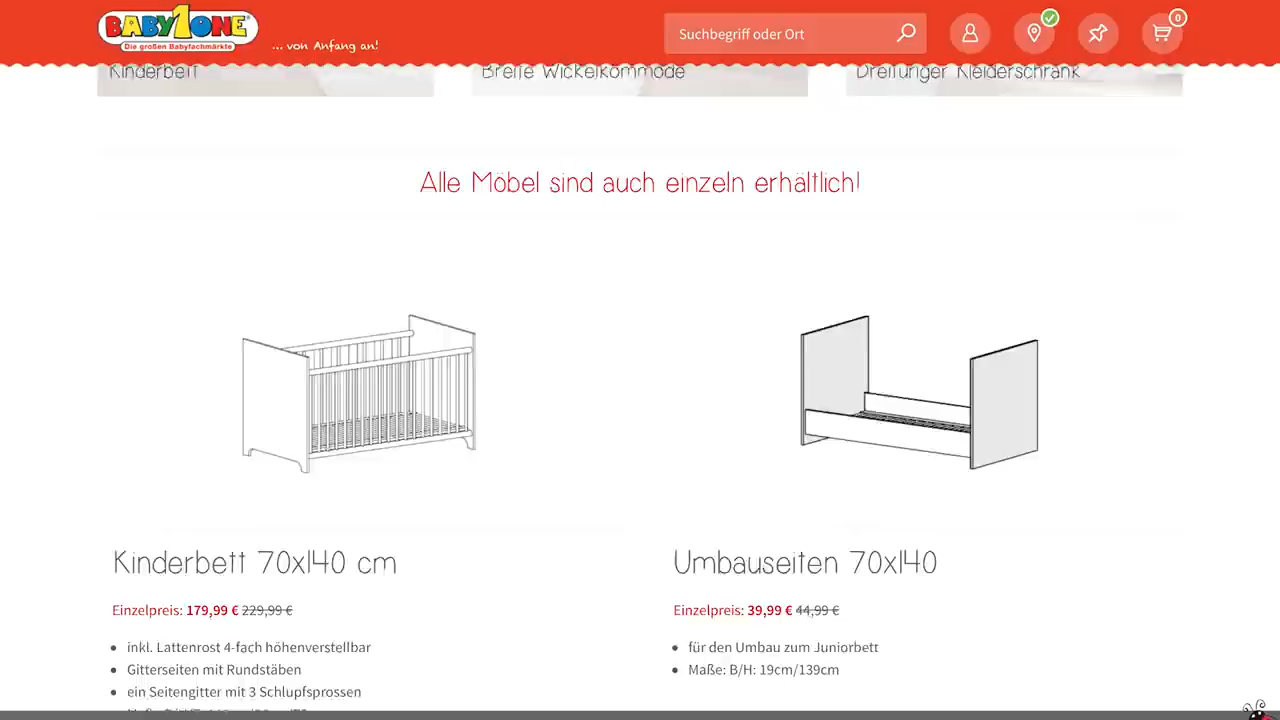 BABY1ONE
Die großen Babyfachmärkte
... von Anfang an!
Suchbegriff oder Ort
0
Kinderbett
Breite Wickelkommode
Dreitüriger Kleiderschrank
Alle Möbel sind auch einzeln erhältlich!
Kinderbett 70x140 cm
Einzelpreis: 179,99 € 229,99 €
• inkl. Lattenrost 4-fach höhenverstellbar
• Gitterseiten mit Rundstäben
• ein Seitengitter mit 3 Schlupfsprossen
Umbauseiten 70x140
Einzelpreis: 39,99 € 44,99 €
• für den Umbau zum Juniorbett
• Maße: B/H: 19cm/139cm